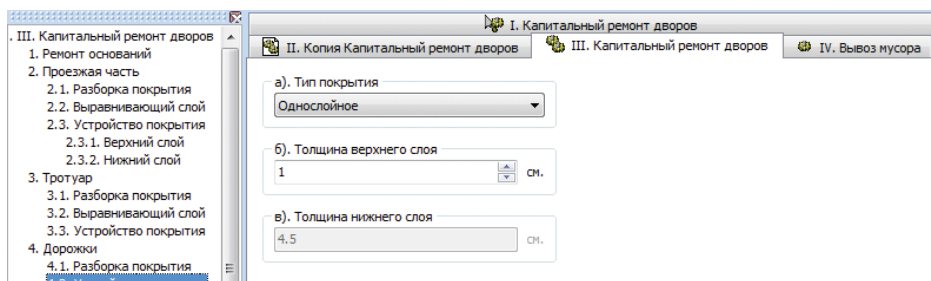 . III. Капитальный ремонт дворов
1. Ремонт оснований
2. Проезжая часть
2.1. Разборка покрытия
2.2. Выравнивающий слой
2.3. Устройство покрытия
2.3.1. Верхний слой
2.3.2. Нижний слой
3. Тротуар
3.1. Разборка покрытия
3.2. Выравнивающий слой
3.3. Устройство покрытия
4. Дорожки
4.1. Разборка покрытия
I. Капитальный ремонт дворов
II. Копия Капитальный ремонт дворов
III. Капитальный ремонт дворов
IV. Вывоз мусора
а). Тип покрытия
Однослойное
б). Толщина верхнего слоя
1 см.
в). Толщина нижнего слоя
4.5 см.